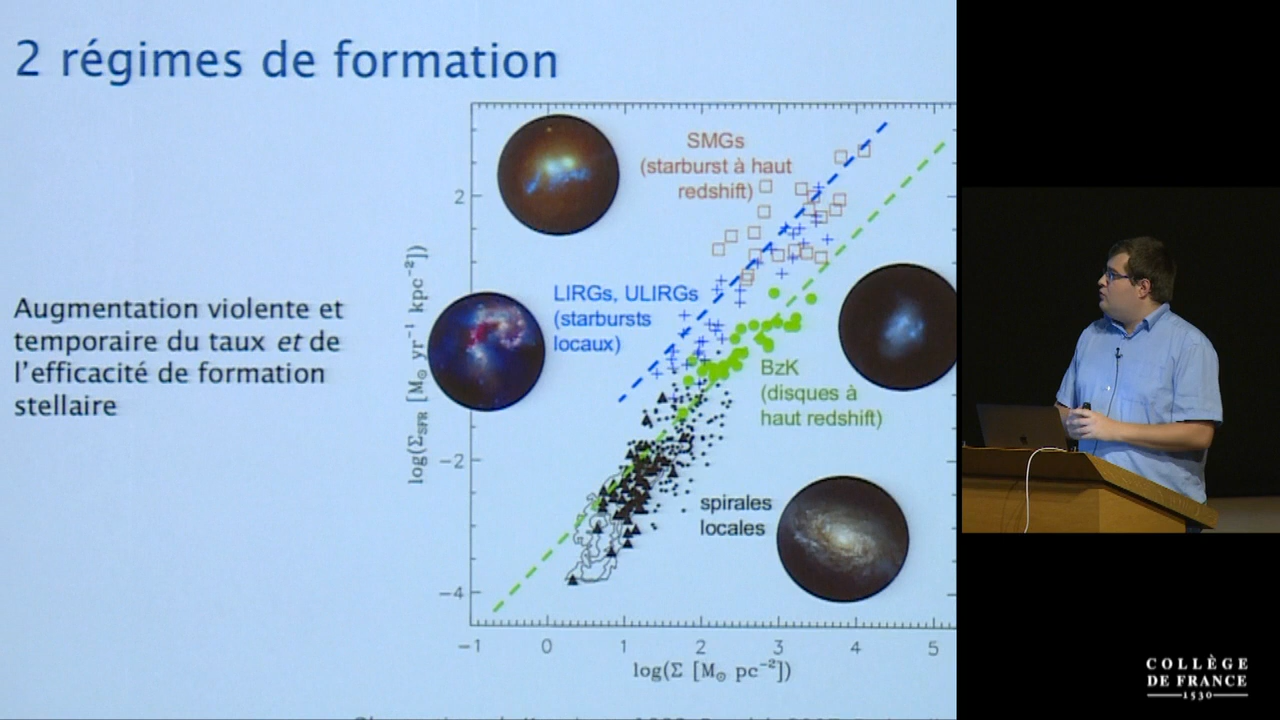 2 régimes de formation
Augmentation violente et
temporaire du taux et de
l'efficacité de formation
stellaire
SMGs
(starburst à haut
redshift)
LIRGs, ULIRGs
(starbursts
locaux)
BzK
(disques à
haut redshift)
spirales
locales
log(Σ_SFR [M_⊙ yr⁻¹ kpc⁻²])
2
−2
−4
−1 0 1 2 3 4 5
log(Σ [M_⊙ pc⁻²])
COLLÈGE
DE FRANCE
1530